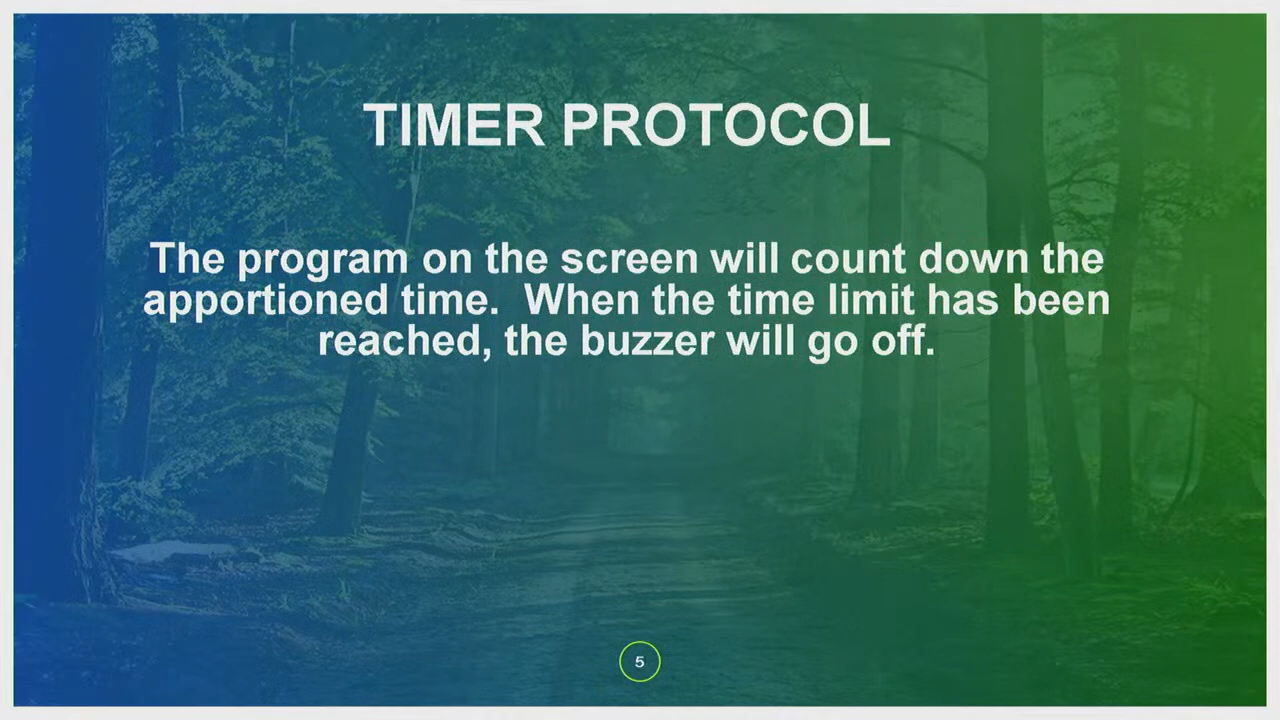 TIMER PROTOCOL
The program on the screen will count down the
apportioned time.  When the time limit has been
reached, the buzzer will go off.
5